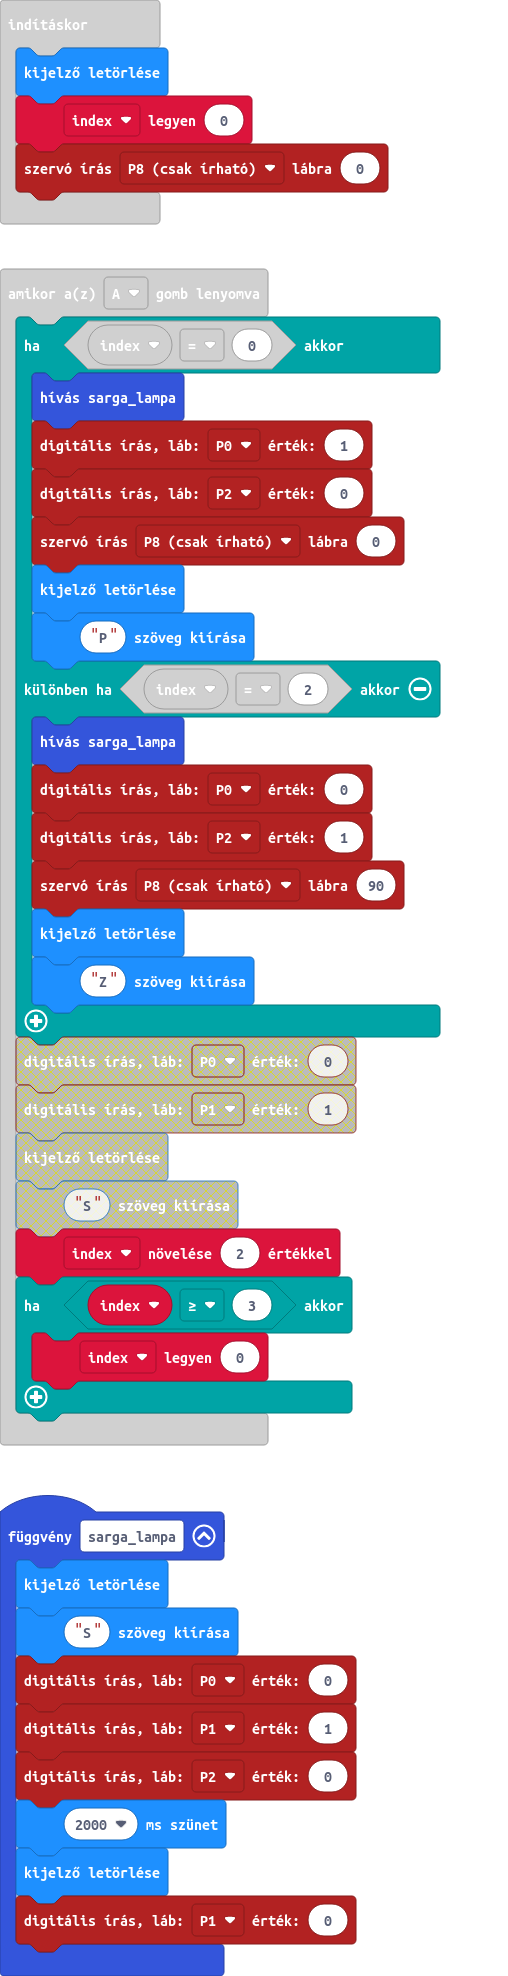 indításkor
kijelző letörlése
index legyen 0
szervó írás P8 (csak írható) lábra 0
amikor a(z) A gomb lenyomva
ha index = 0 akkor
hívás sarga_lampa
digitális írás, láb: P0 érték: 1
digitális írás, láb: P2 érték: 0
szervó írás P8 (csak írható) lábra 0
kijelző letörlése
"P" szöveg kiírása
különben ha index = 2 akkor
hívás sarga_lampa
digitális írás, láb: P0 érték: 0
digitális írás, láb: P2 érték: 1
szervó írás P8 (csak írható) lábra 90
kijelző letörlése
"Z" szöveg kiírása
digitális írás, láb: P0 érték: 0
digitális írás, láb: P1 érték: 1
kijelző letörlése
"S" szöveg kiírása
index növelése 2 értékkel
ha index ≥ 3 akkor
index legyen 0
függvény sarga_lampa
kijelző letörlése
"S" szöveg kiírása
digitális írás, láb: P0 érték: 0
digitális írás, láb: P1 érték: 1
digitális írás, láb: P2 érték: 0
2000 ms szünet
kijelző letörlése
digitális írás, láb: P1 érték: 0